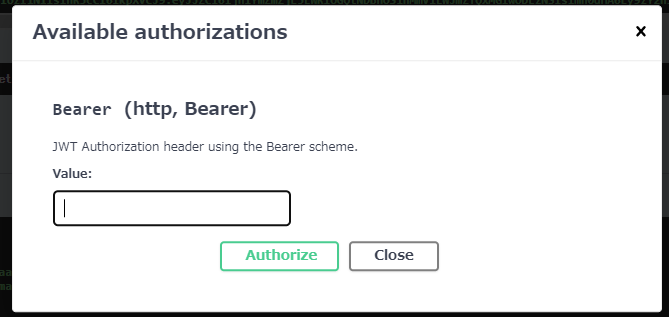 Available authorizations
×
Bearer (http, Bearer)
JWT Authorization header using the Bearer scheme.
Value:
Authorize
Close